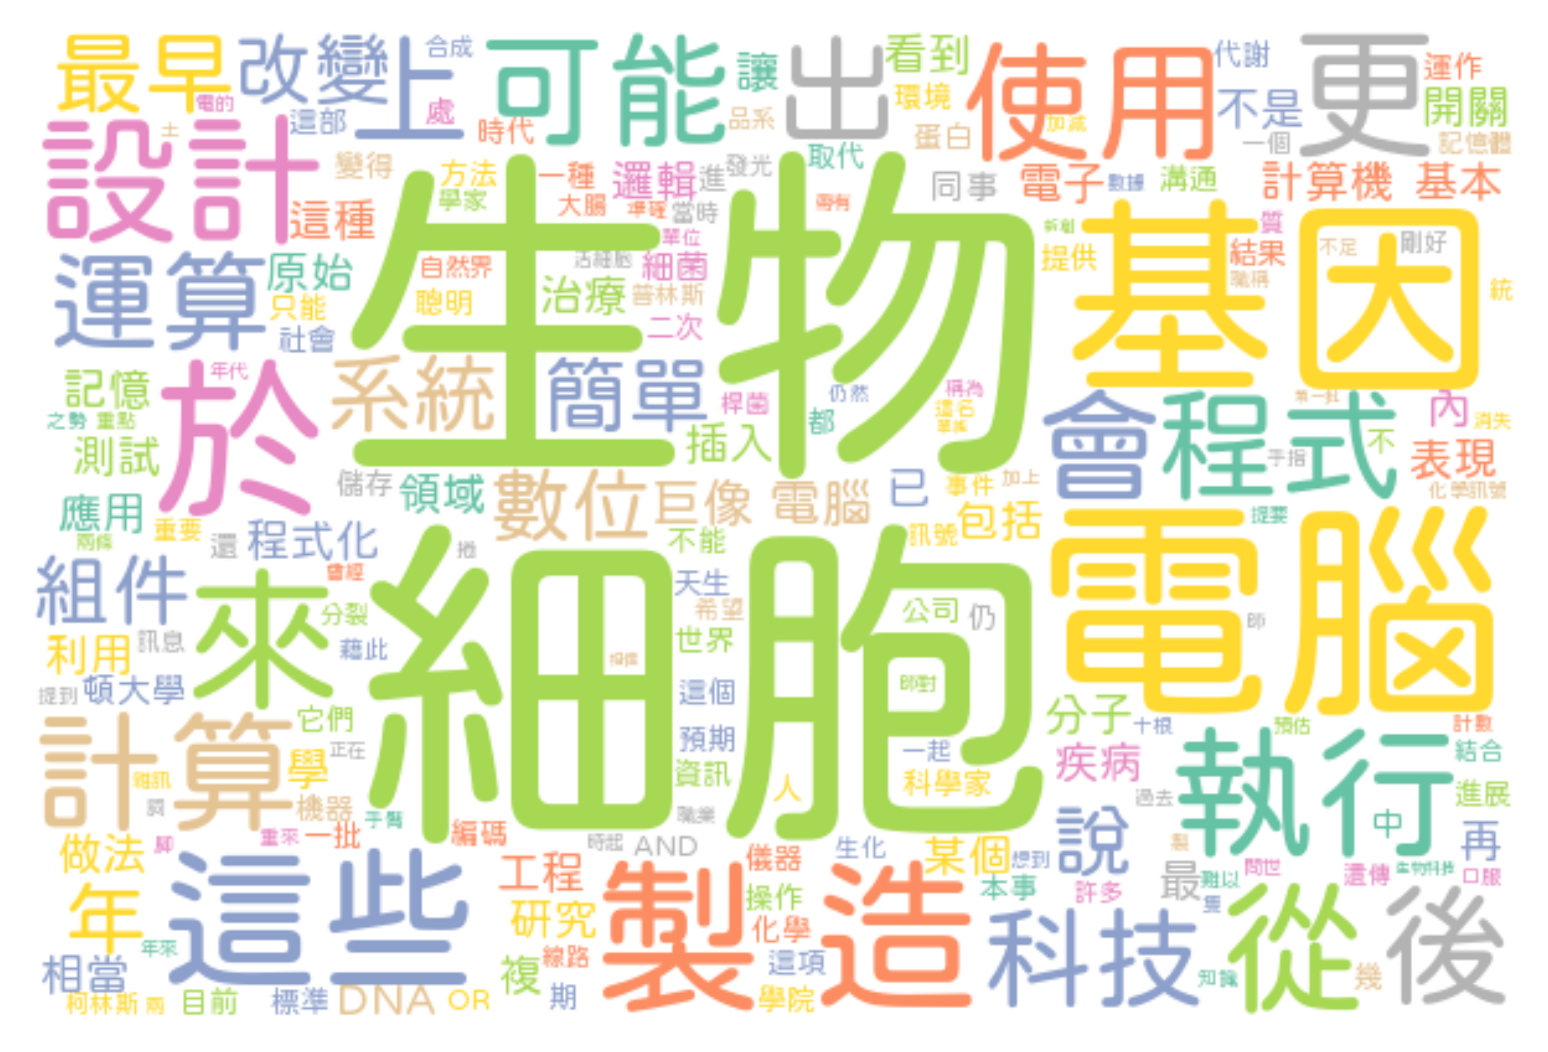 最早
改變
上
合成
可能
讓
出
看到
使用
代謝
更
運作
電的
這部
處
時代
品系
環境
蛋白
加減
不是
一個
開關
記憶體
設計
土
變得
這種
方法
學家
一種
大腸
邏輯
準確
進
當時
發光
取代
帶有
同事
電子
數據
溝通
計算機
基本
生物
基因
運算
原始
只能
社會
自然界
聰明
單位
活細胞
細菌
治療
普林斯
二次
新創
提供
質
結果
職稱
不足
剛好
統
記憶
之勢
重點
測試
於
年代
系統
簡單
桿菌
插入
仍然
都
稱為
這名
會
程式
第一批
不
手指
內
消失
表現
化學訊號
應用
重要
兩條
儲存
領域
還
程式化
曾經
數位
巨像
電腦
不能
已
事件
加上
訊號
包括
提要
組件
來
利用
訊息
提到
頓大學
分裂
藉此
細胞
捲
天生
希望
世界
這個
預期
資訊
公司
仍
師對
一起
科學家
人
電腦
師
分子
十根
預估
計數
疾病
執行
結合
進展
過去
中
計算
雜訊
它們
正在
學
機器
手臂
做法
腳
重來
一批
編碼
時起
職業
AND
儀器
生化
某個
想到
說
製
最
難以
隻
問世
遺傳
生物科技
再
口服
年
年來
相當
柯林斯
兩
目前
這些
標準
DNA
OR
工程
研究
線路
複
期
製造
操作
化學
這項
學院
本事
許多
科技
知識
從
幾
後